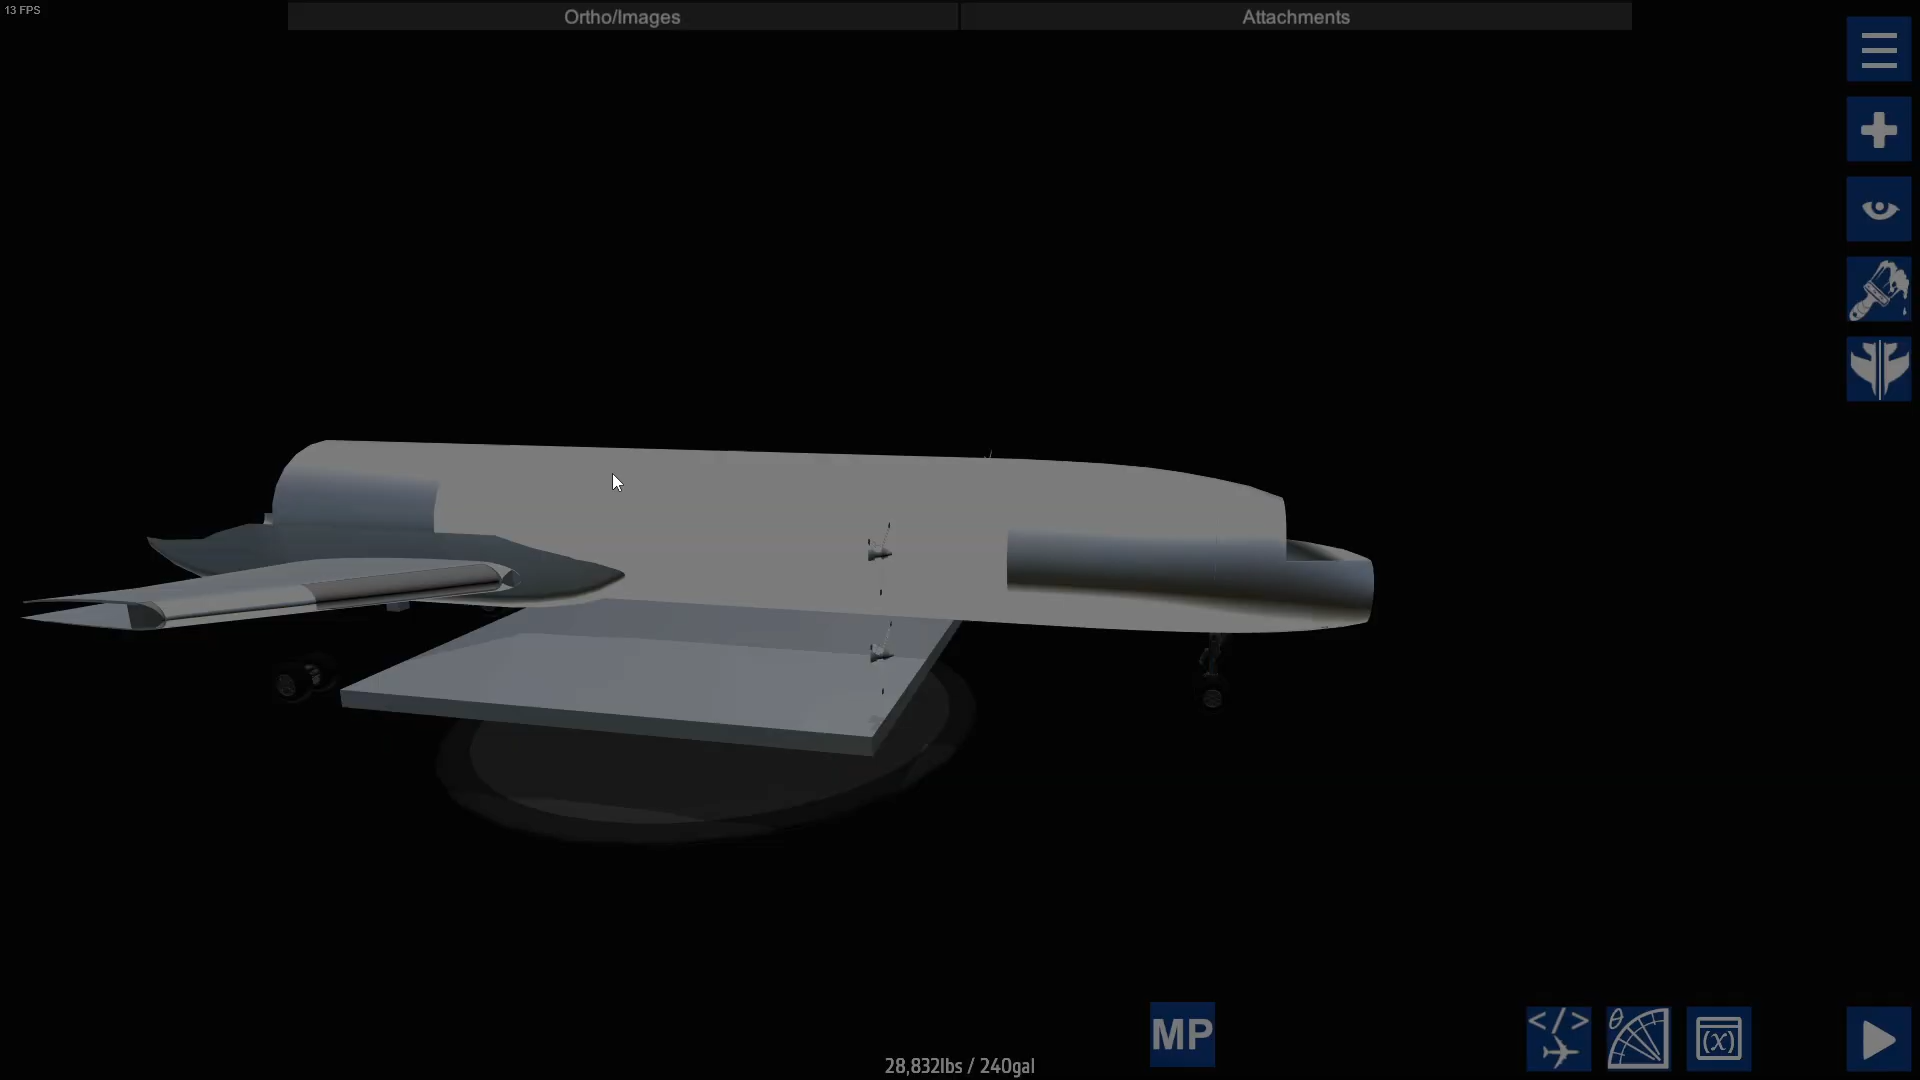 13 FPS
Ortho/Images
Attachments
MP
</>
θ
(x)
28,832lbs / 240gal